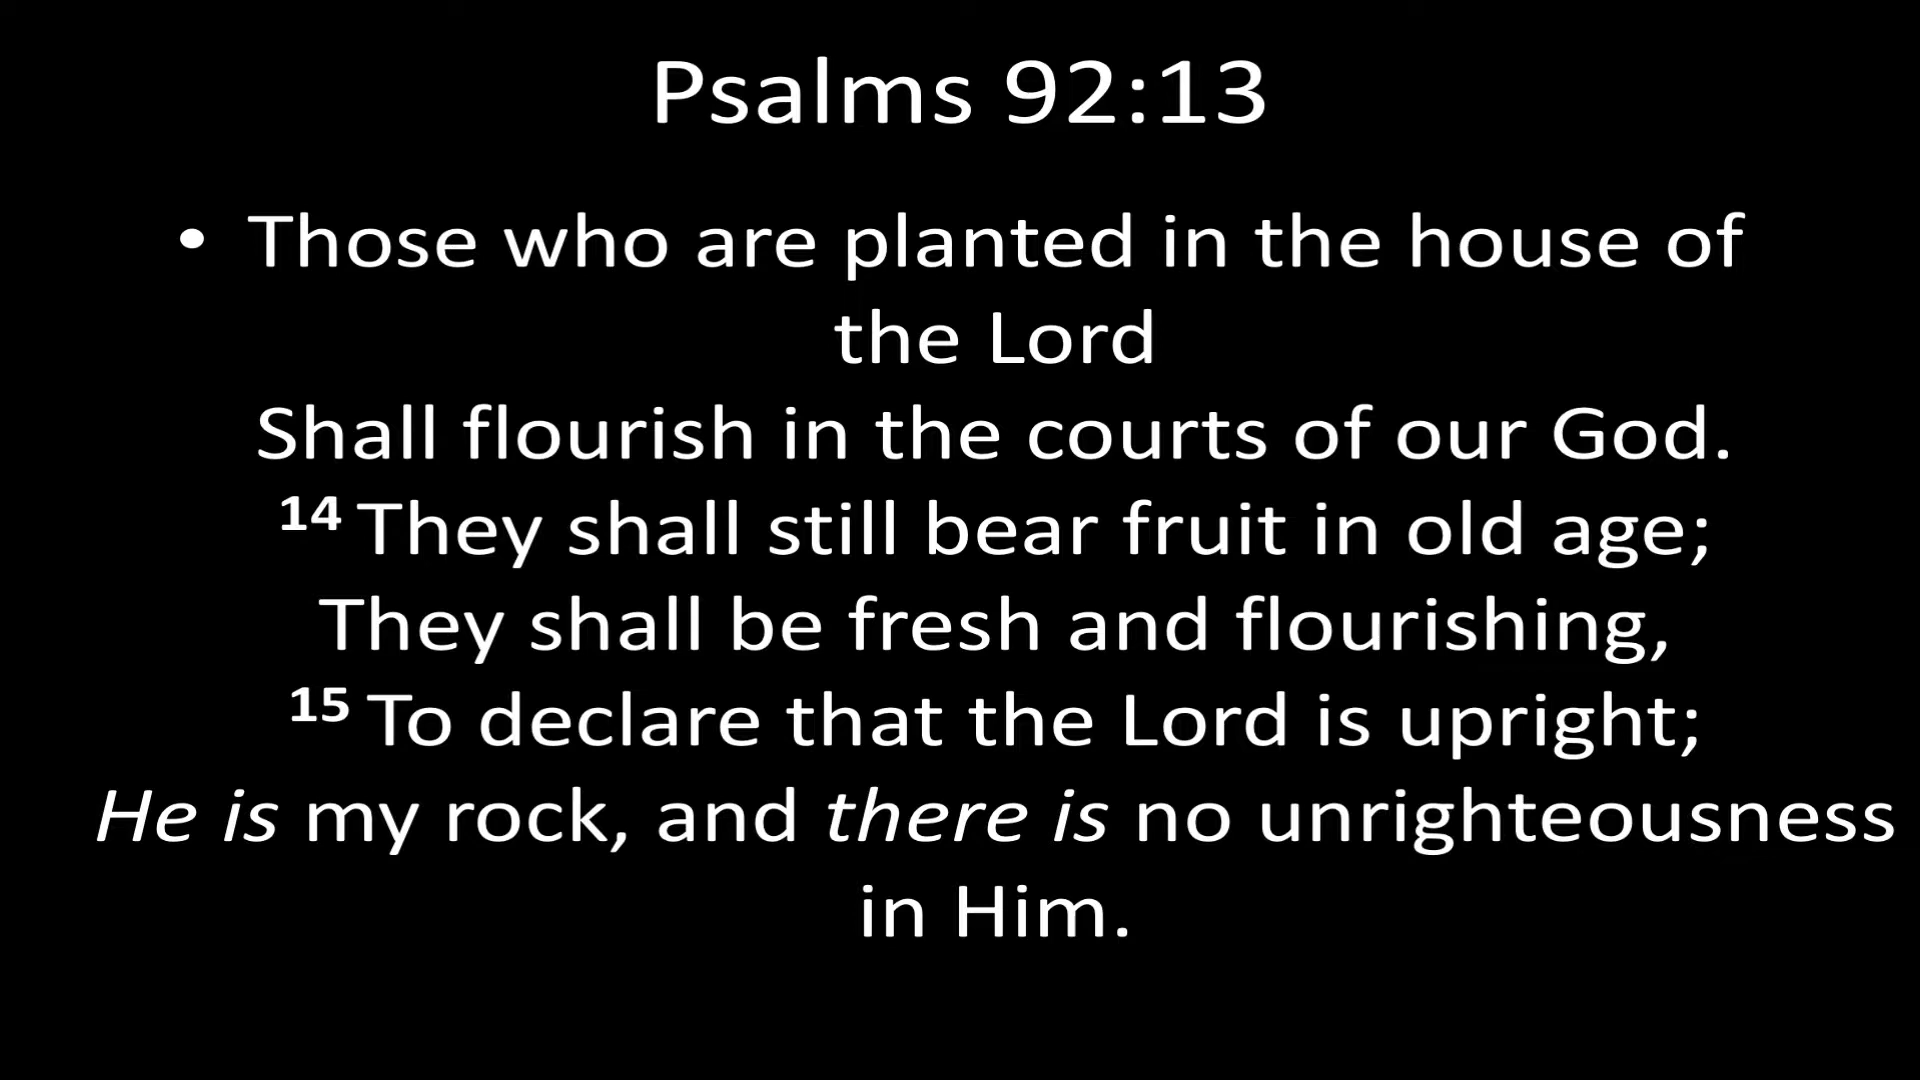 Psalms 92:13
• Those who are planted in the house of
the Lord
Shall flourish in the courts of our God.
14 They shall still bear fruit in old age;
They shall be fresh and flourishing,
15 To declare that the Lord is upright;
He is my rock, and there is no unrighteousness
in Him.